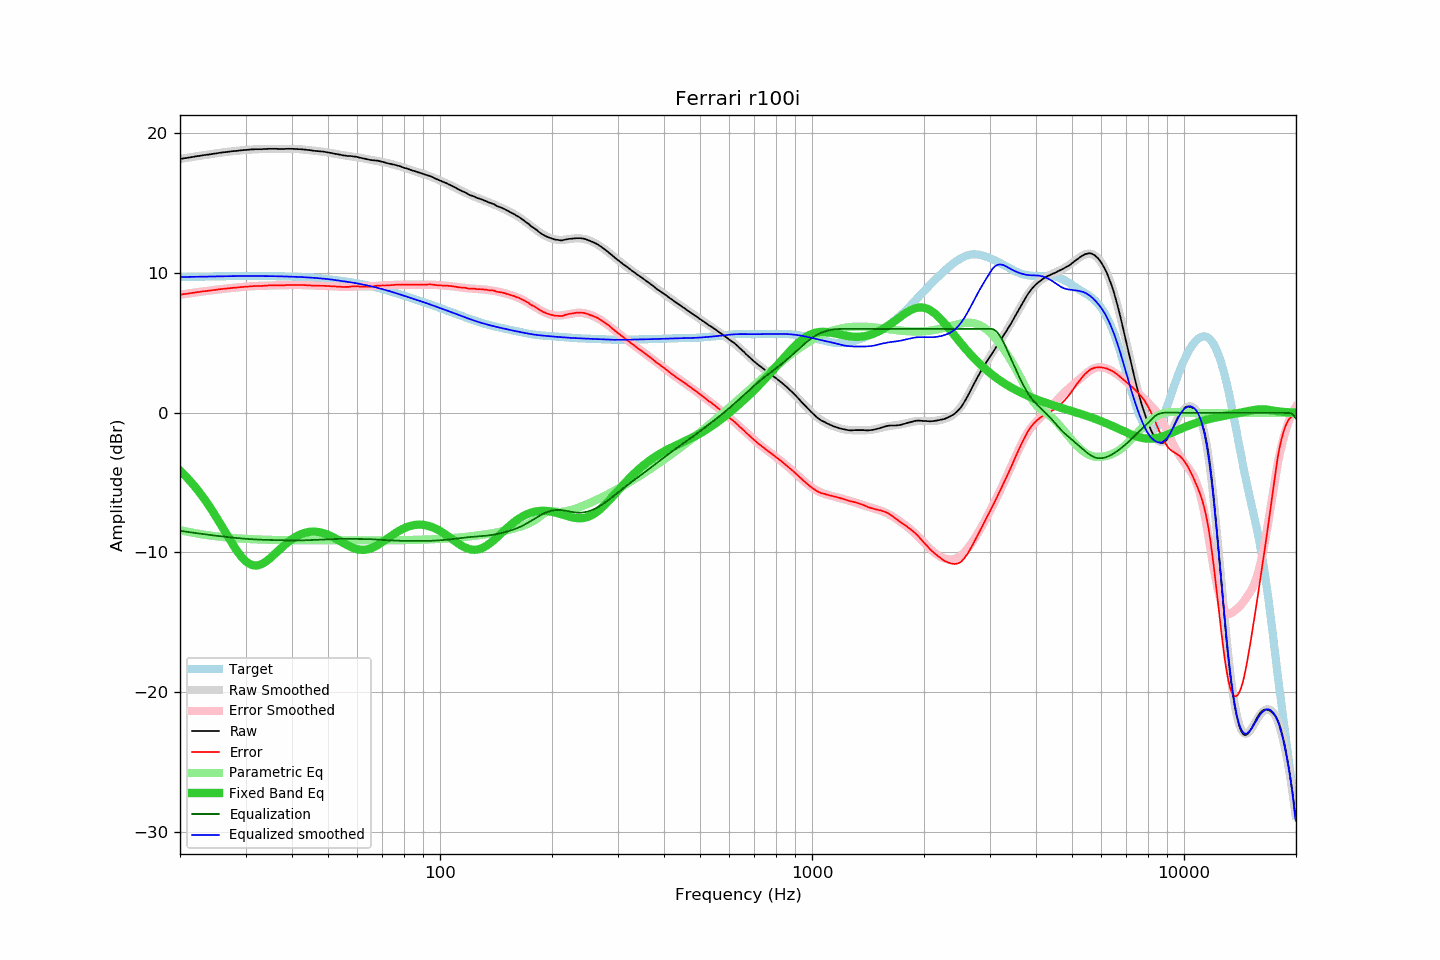 Ferrari r100i
20
10
0
−10
−20
−30
Amplitude (dBr)
Target
Raw Smoothed
Error Smoothed
Raw
Error
Parametric Eq
Fixed Band Eq
Equalization
Equalized smoothed
100 1000 10000
Frequency (Hz)